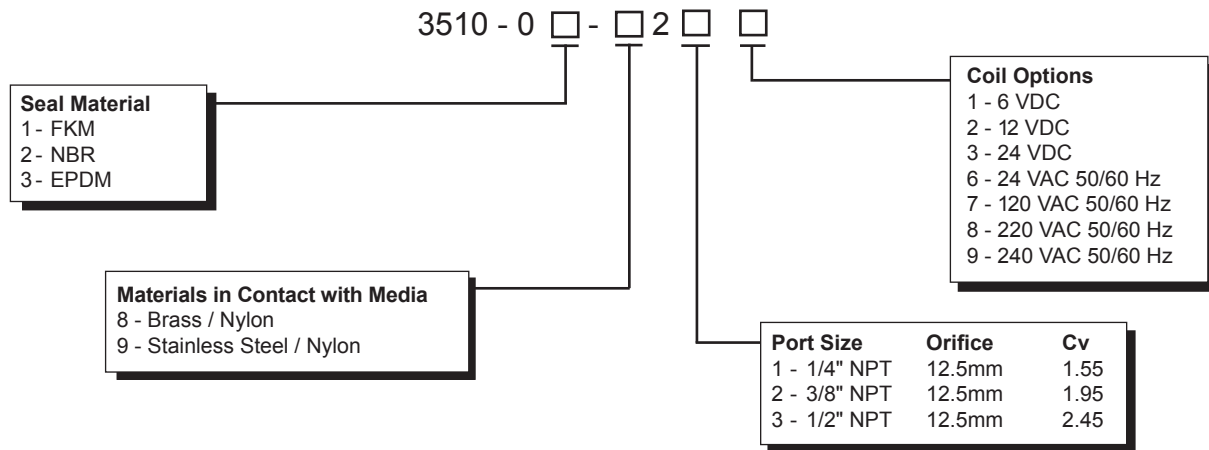 3510 - 0 □ - □ 2 □ □
Seal Material
1 - FKM
2 - NBR
3 - EPDM
Materials in Contact with Media
8 - Brass / Nylon
9 - Stainless Steel / Nylon
Coil Options
1 - 6 VDC
2 - 12 VDC
3 - 24 VDC
6 - 24 VAC 50/60 Hz
7 - 120 VAC 50/60 Hz
8 - 220 VAC 50/60 Hz
9 - 240 VAC 50/60 Hz
Port Size Orifice Cv
1 - 1/4" NPT 12.5mm 1.55
2 - 3/8" NPT 12.5mm 1.95
3 - 1/2" NPT 12.5mm 2.45